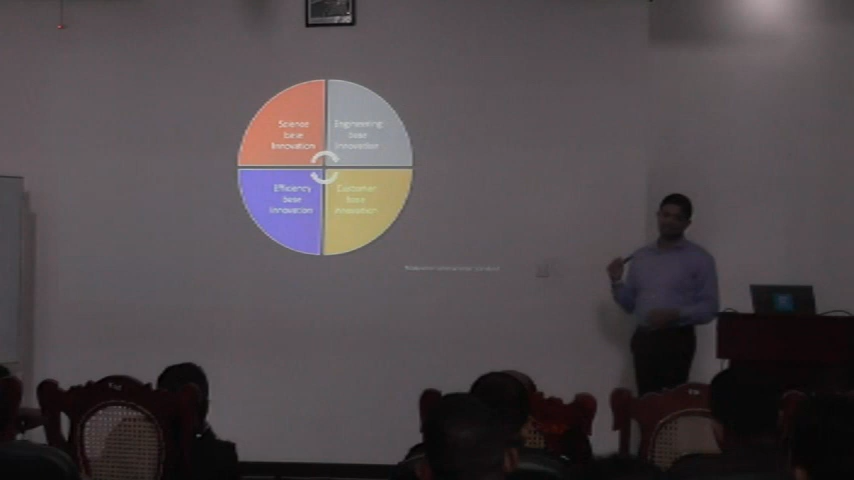 Science
base
Innovation
Engineering
base
Innovation
Efficiency
base
Innovation
Customer
base
Innovation